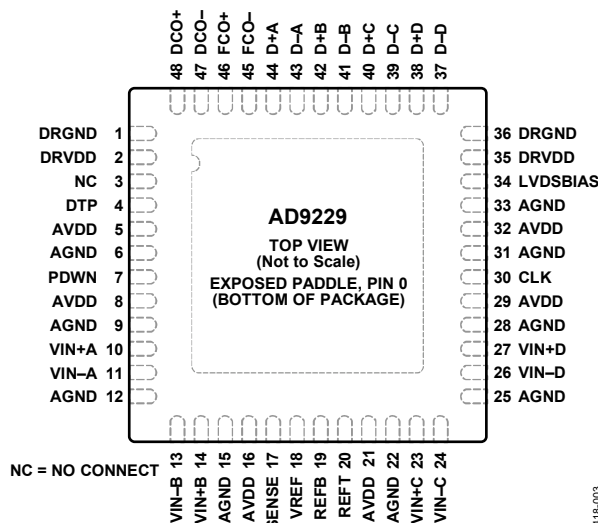 48 DCO+
47 DCO–
46 FCO+
45 FCO–
44 D+A
43 D–A
42 D+B
41 D–B
40 D+C
39 D–C
38 D+D
37 D–D
DRGND 1
DRVDD 2
NC 3
DTP 4
AVDD 5
AGND 6
PDWN 7
AVDD 8
AGND 9
VIN+A 10
VIN–A 11
AGND 12
AD9229
TOP VIEW
(Not to Scale)
EXPOSED PADDLE, PIN 0
(BOTTOM OF PACKAGE)
36 DRGND
35 DRVDD
34 LVDSBIAS
33 AGND
32 AVDD
31 AGND
30 CLK
29 AVDD
28 AGND
27 VIN+D
26 VIN–D
25 AGND
NC = NO CONNECT
VIN–B 13
VIN+B 14
AGND 15
AVDD 16
SENSE 17
VREF 18
REFB 19
REFT 20
AVDD 21
AGND 22
VIN+C 23
VIN–C 24